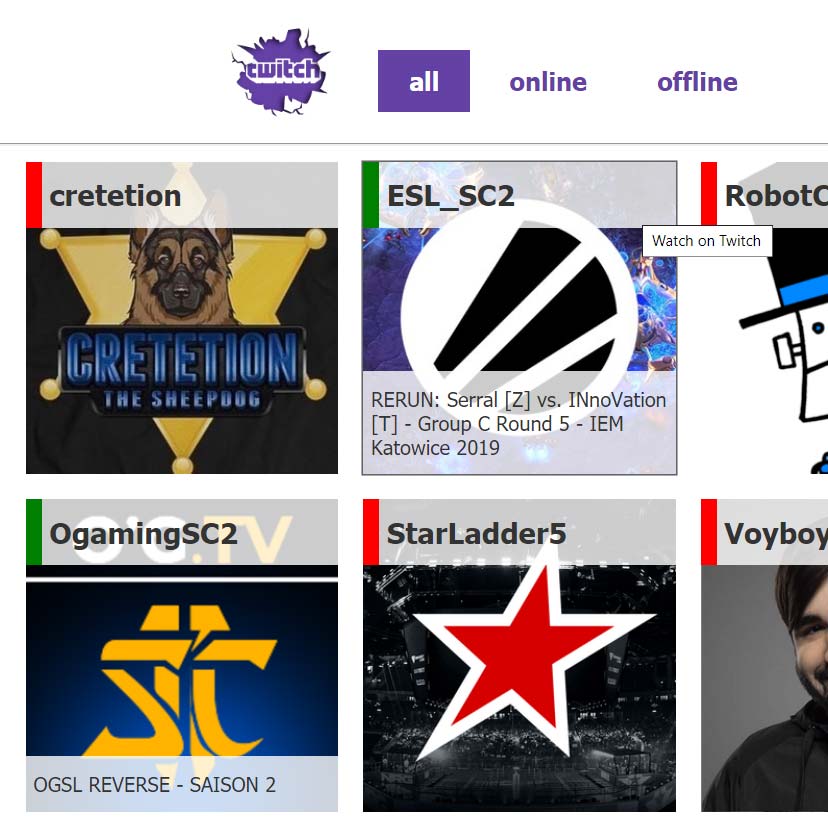 twitch
all online offline
cretetion
CRETETION
THE SHEEPDOG
ESL_SC2
Watch on Twitch
RERUN: Serral [Z] vs. INnoVation
[T] - Group C Round 5 - IEM
Katowice 2019
RobotC
OgamingSC2
O'G.TV
OGSL REVERSE - SAISON 2
StarLadder5
Voyboy